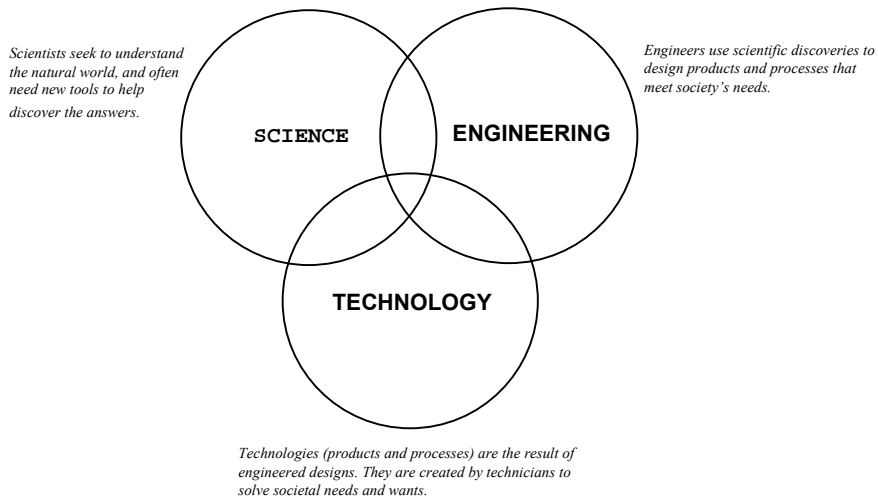 Scientists seek to understand
the natural world, and often
need new tools to help
discover the answers.
Engineers use scientific discoveries to
design products and processes that
meet society’s needs.
SCIENCE
ENGINEERING
TECHNOLOGY
Technologies (products and processes) are the result of
engineered designs. They are created by technicians to
solve societal needs and wants.